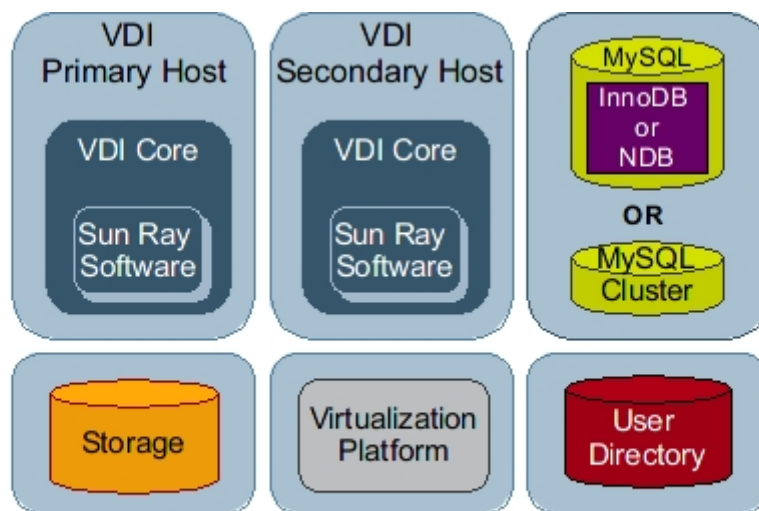 VDI
Primary Host
VDI Core
Sun Ray
Software
VDI
Secondary Host
VDI Core
Sun Ray
Software
MySQL
InnoDB
or
NDB
OR
MySQL
Cluster
Storage
Virtualization
Platform
User
Directory